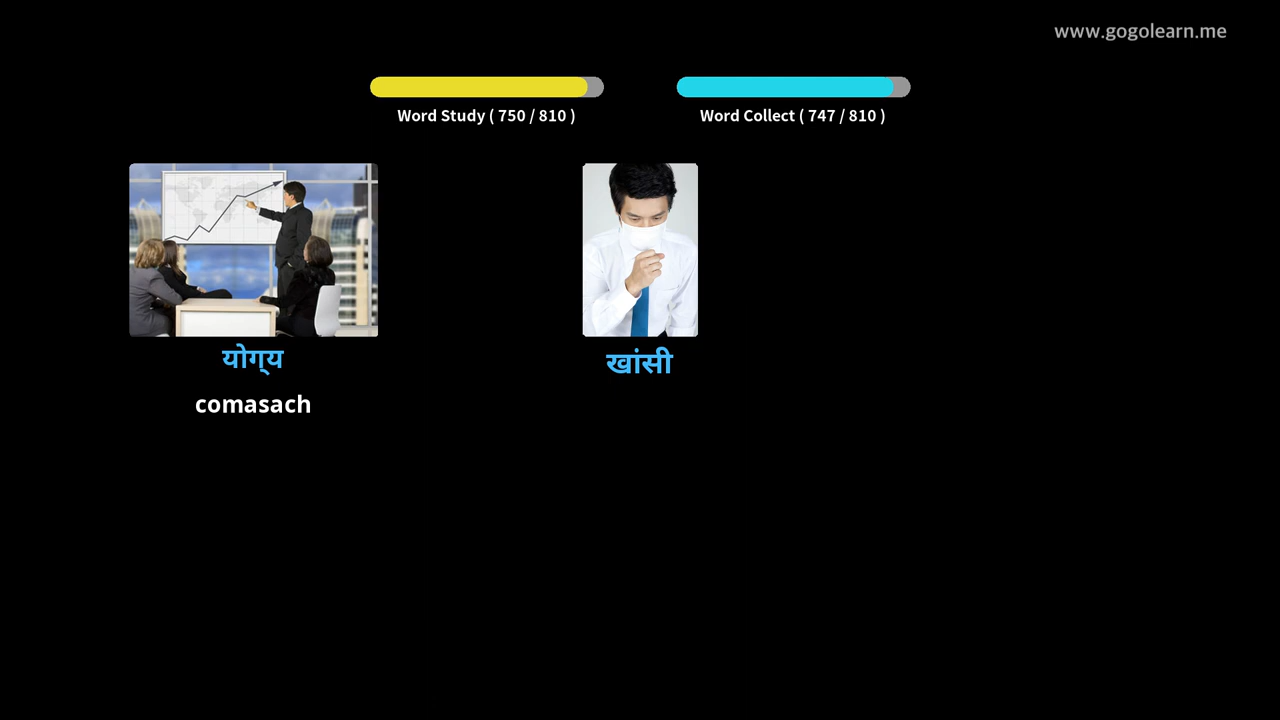 www.gogolearn.me
Word Study ( 750 / 810 )
Word Collect ( 747 / 810 )
योग्‌य
खांसी
comasach